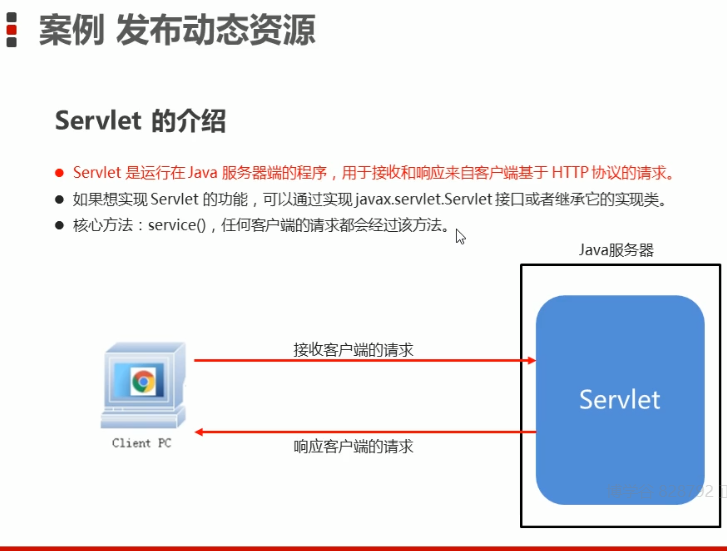 案例 发布动态资源
Servlet 的介绍
Servlet 是运行在 Java 服务器端的程序，用于接收和响应来自客户端基于 HTTP 协议的请求。
如果想实现 Servlet 的功能，可以通过实现 javax.servlet.Servlet 接口或者继承它的实现类。
核心方法：service()，任何客户端的请求都会经过该方法。
Java服务器
接收客户端的请求
Servlet
Client PC
响应客户端的请求